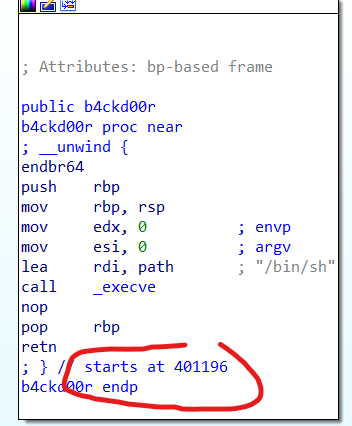 ; Attributes: bp-based frame
public b4ckd00r
b4ckd00r proc near
; __unwind {
endbr64
push rbp
mov rbp, rsp
mov edx, 0 ; envp
mov esi, 0 ; argv
lea rdi, path ; "/bin/sh"
call _execve
nop
pop rbp
retn
; } // starts at 401196
b4ckd00r endp